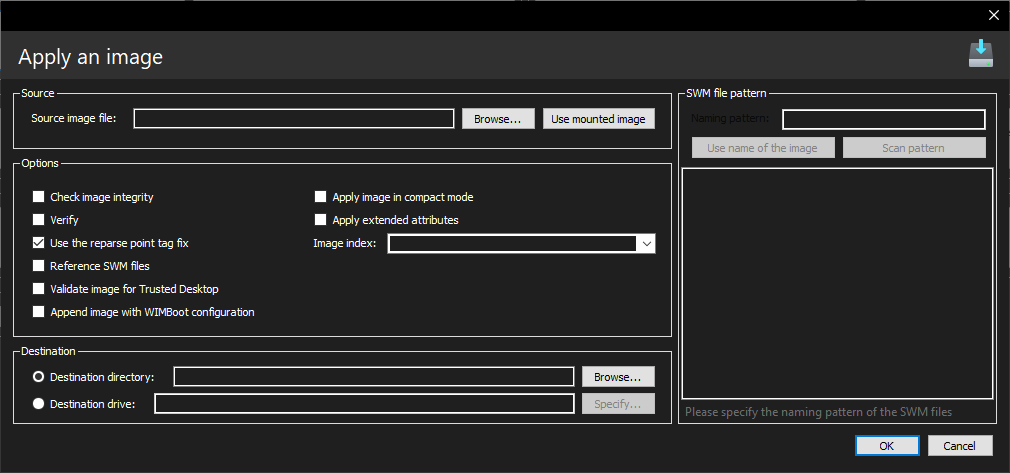 Apply an image
Source
Source image file:
Browse...
Use mounted image
Options
Check image integrity
Verify
Use the reparse point tag fix
Reference SWM files
Validate image for Trusted Desktop
Append image with WIMBoot configuration
Apply image in compact mode
Apply extended attributes
Image index:
Destination
Destination directory:
Browse...
Destination drive:
Specify...
SWM file pattern
Naming pattern:
Use name of the image
Scan pattern
Please specify the naming pattern of the SWM files
OK
Cancel